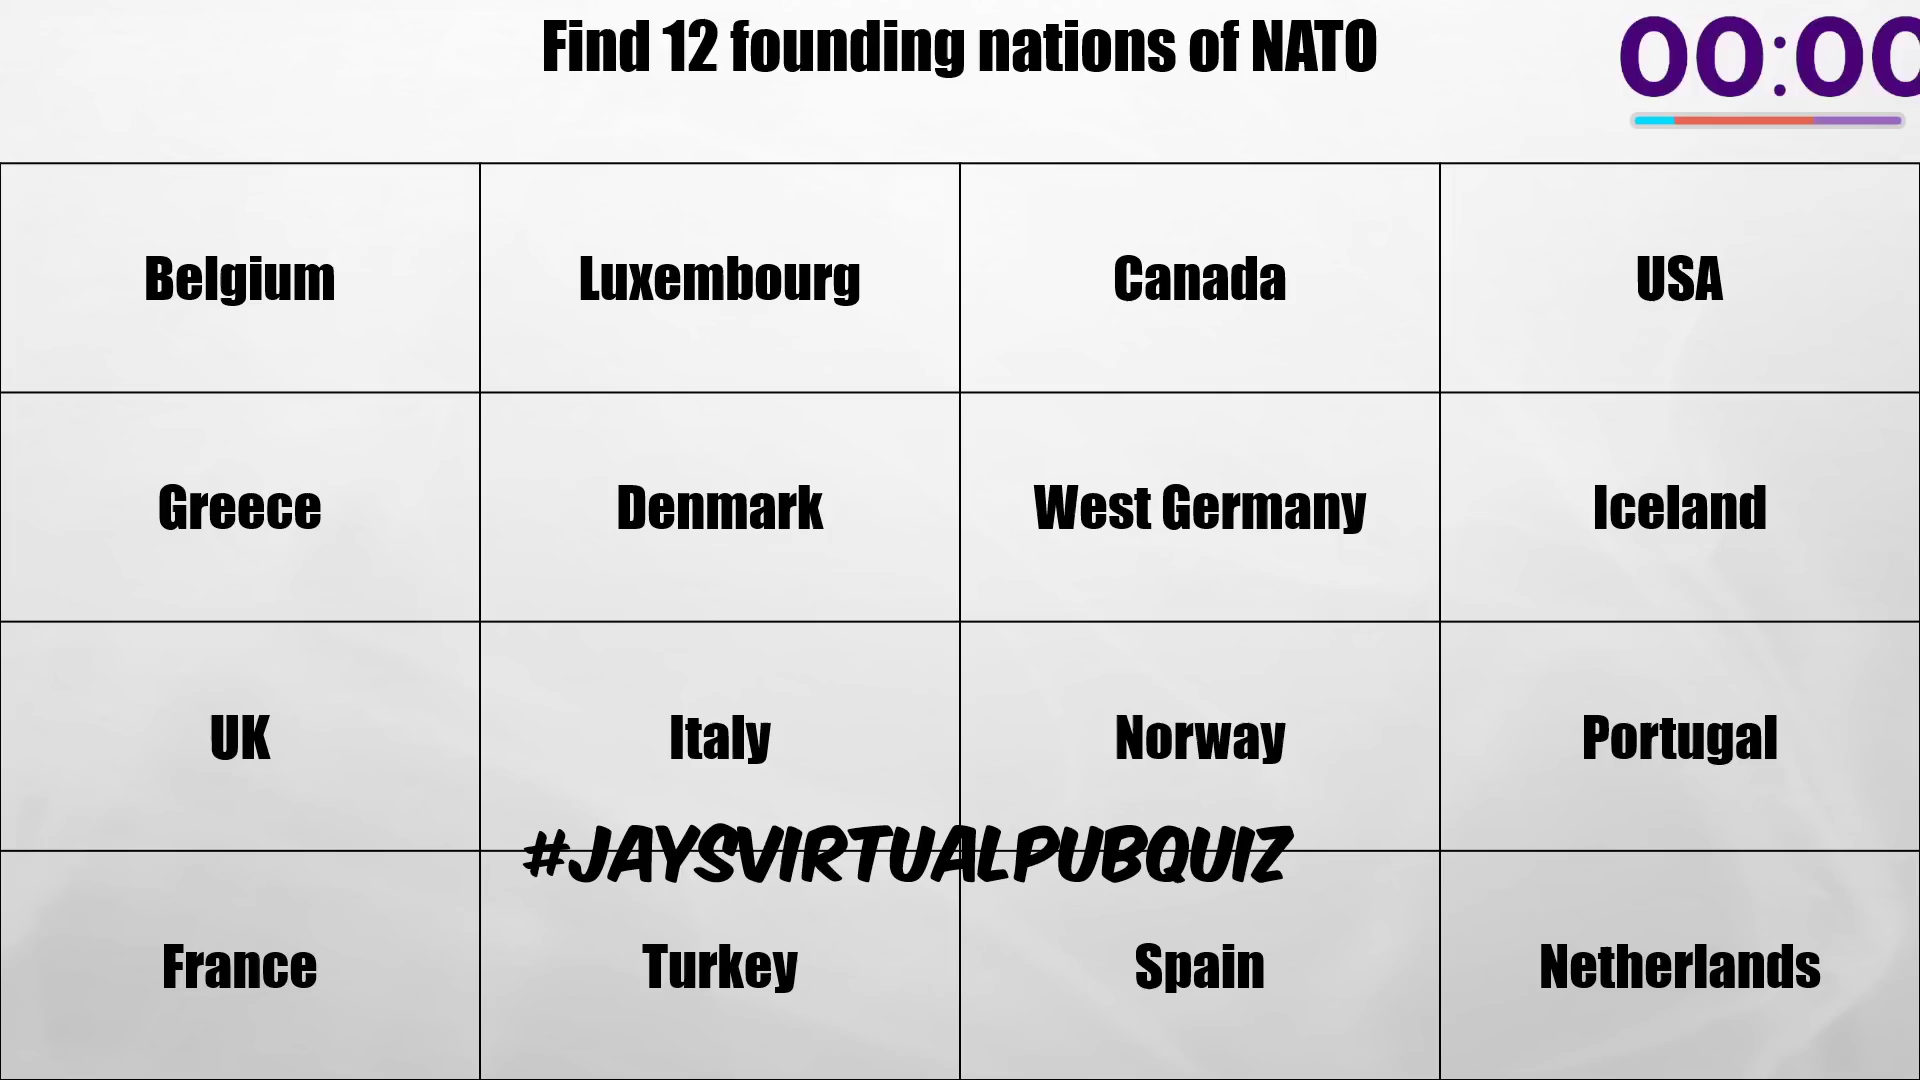 Find 12 founding nations of NATO
00:00
Belgium
Luxembourg
Canada
USA
Greece
Denmark
West Germany
Iceland
UK
Italy
Norway
Portugal
#JAYSVIRTUALPUBQUIZ
France
Turkey
Spain
Netherlands